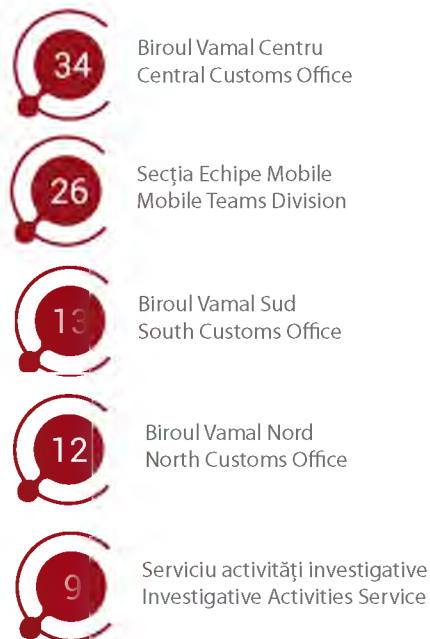 34
Biroul Vamal Centru
Central Customs Office
26
Secția Echipe Mobile
Mobile Teams Division
13
Biroul Vamal Sud
South Customs Office
12
Biroul Vamal Nord
North Customs Office
9
Serviciu activități investigative
Investigative Activities Service